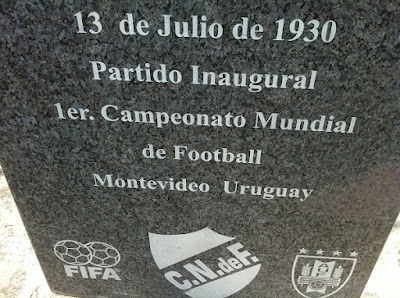 13 de Julio de 1930
Partido Inaugural
1er. Campeonato Mundial
de Football
Montevideo Uruguay
FIFA
C.N.deF.